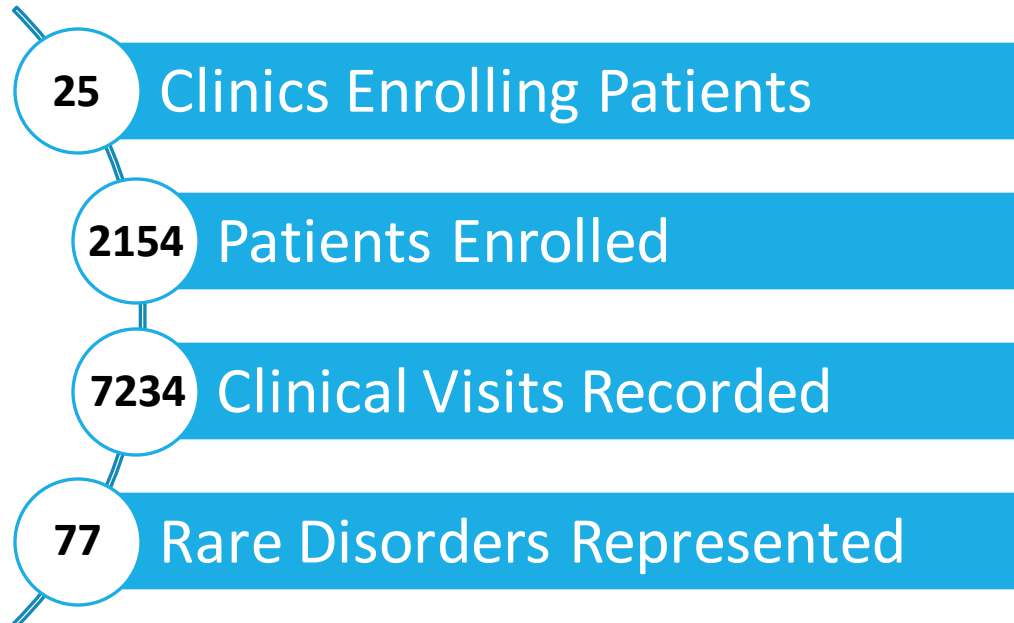 25 Clinics Enrolling Patients
2154 Patients Enrolled
7234 Clinical Visits Recorded
77 Rare Disorders Represented